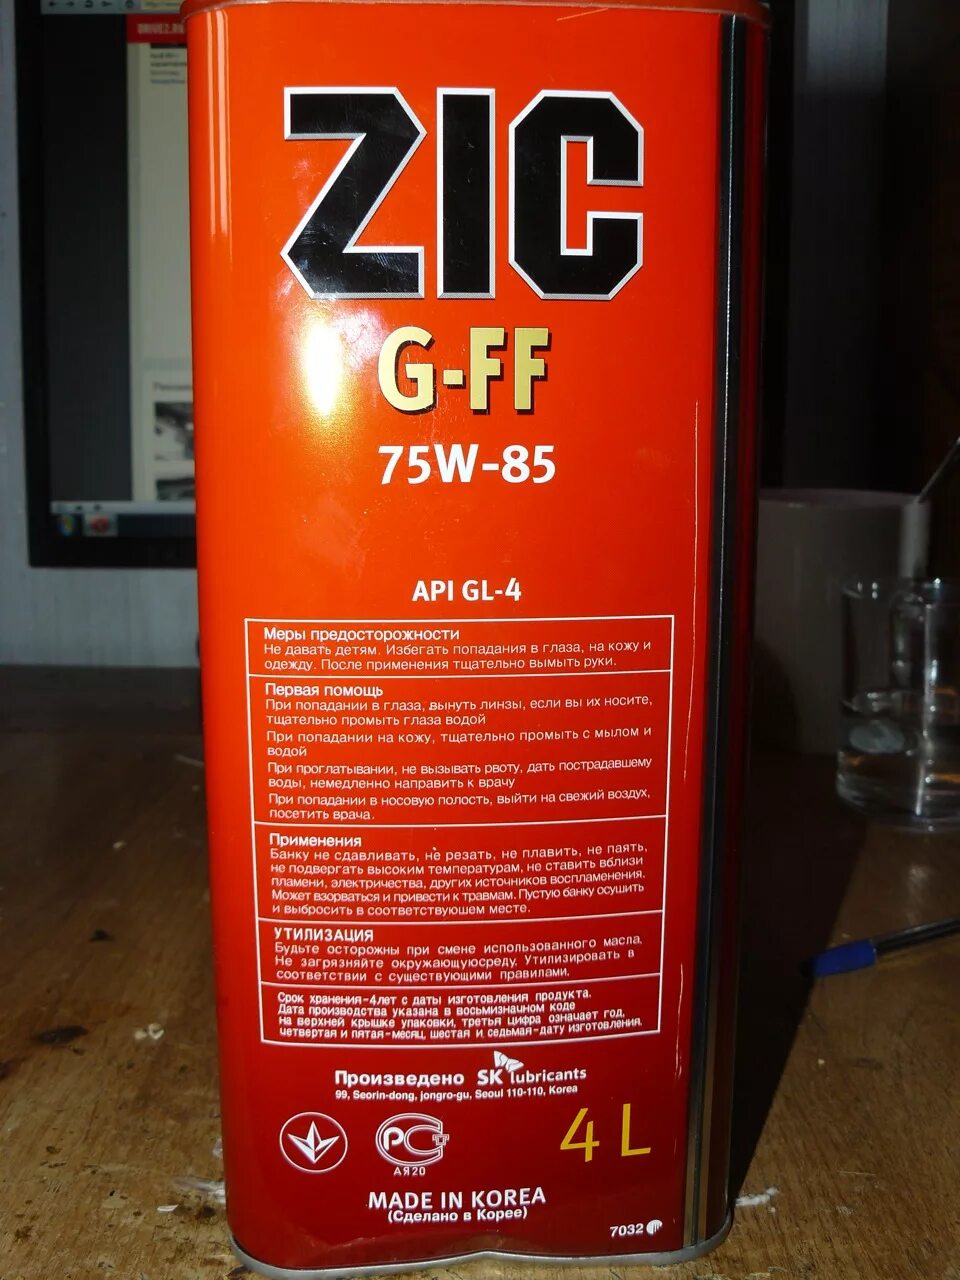 DRIVE2.RU
ZIC
G-FF
75W-85
API GL-4
Меры предосторожности
Не давать детям. Избегать попадания в глаза, на кожу и
одежду. После применения тщательно вымыть руки.
Первая помощь
При попадании в глаза, вынуть линзы, если вы их носите,
тщательно промыть глаза водой
При попадании на кожу, тщательно промыть с мылом и
водой
При проглатывании, не вызывать рвоту, дать пострадавшему
воды, немедленно направить к врачу
При попадании в носовую полость, выйти на свежий воздух,
посетить врача.
Применения
Банку не сдавливать, не резать, не плавить, не паять,
не подвергать высоким температурам, не ставить вблизи
пламени, электричества, других источников воспламенения.
Может взорваться и привести к травмам. Пустую банку осушить
и выбросить в соответствуюшем месте.
УТИЛИЗАЦИЯ
Будьте осторожны при смене использованного масла.
Не загрязняйте окружающуюсреду. Утилизировать в
соответствии с существующими правилами.
Срок хранения-4лет с даты изготовления продукта.
Дата производства указана в восьмизначном коде
на верхней крышке упаковки, третья цифра означает год,
четвертая и пятая-месяц, шестая и седьмая-дату изготовления.
Произведено SK lubricants
99, Seorin-dong, jongro-gu, Seoul 110-110, Korea
РСТ
АЯ20
4 L
MADE IN KOREA
(Сделано в Корее)
7032